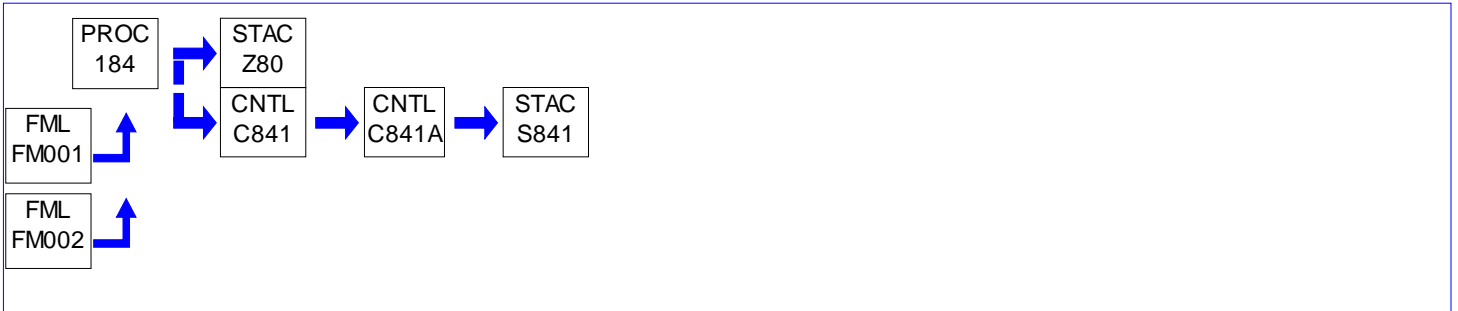 PROC
184
STAC
Z80
CNTL
C841
CNTL
C841A
STAC
S841
FML
FM001
FML
FM002